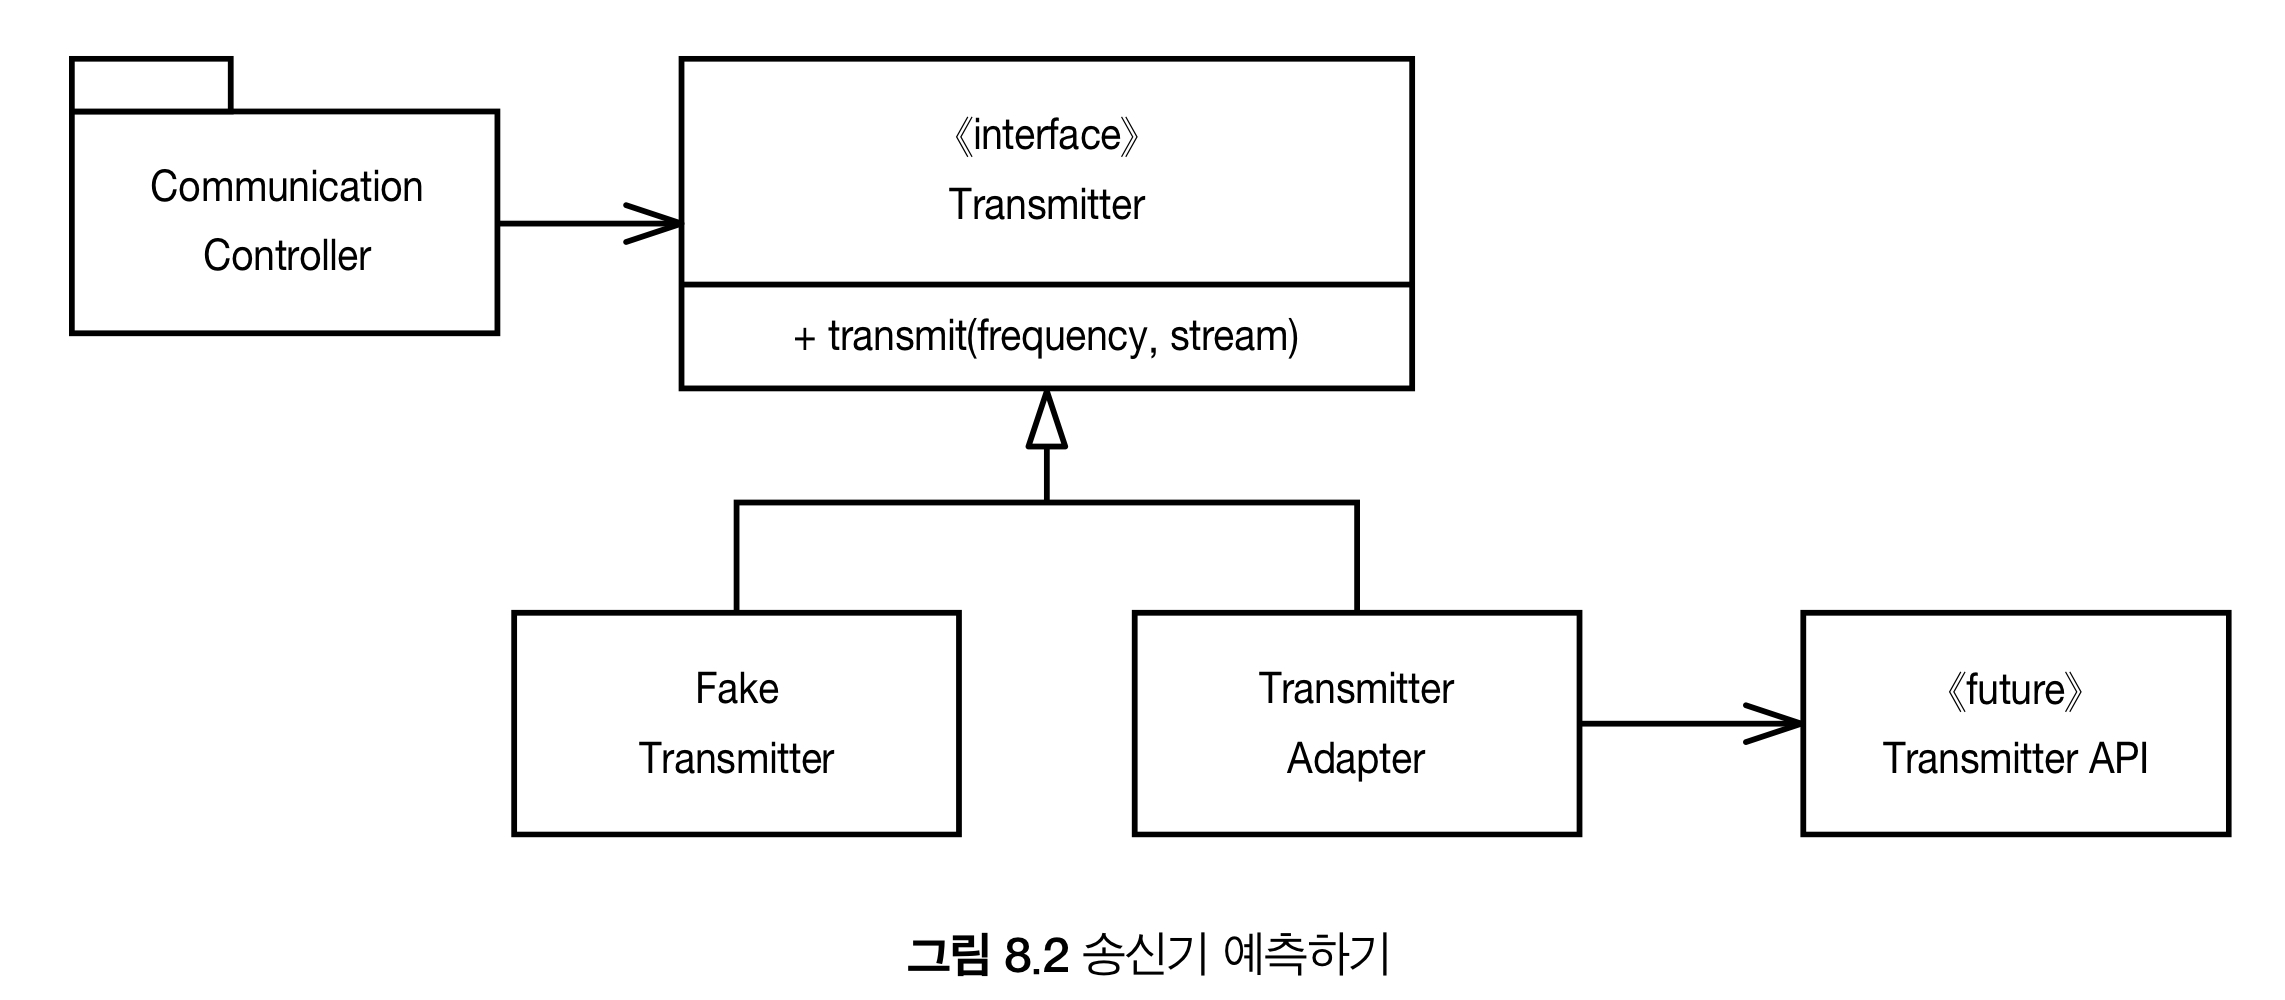 Communication
Controller
《interface》
Transmitter
+ transmit(frequency, stream)
Fake
Transmitter
Transmitter
Adapter
《future》
Transmitter API
그림 8.2 송신기 예측하기